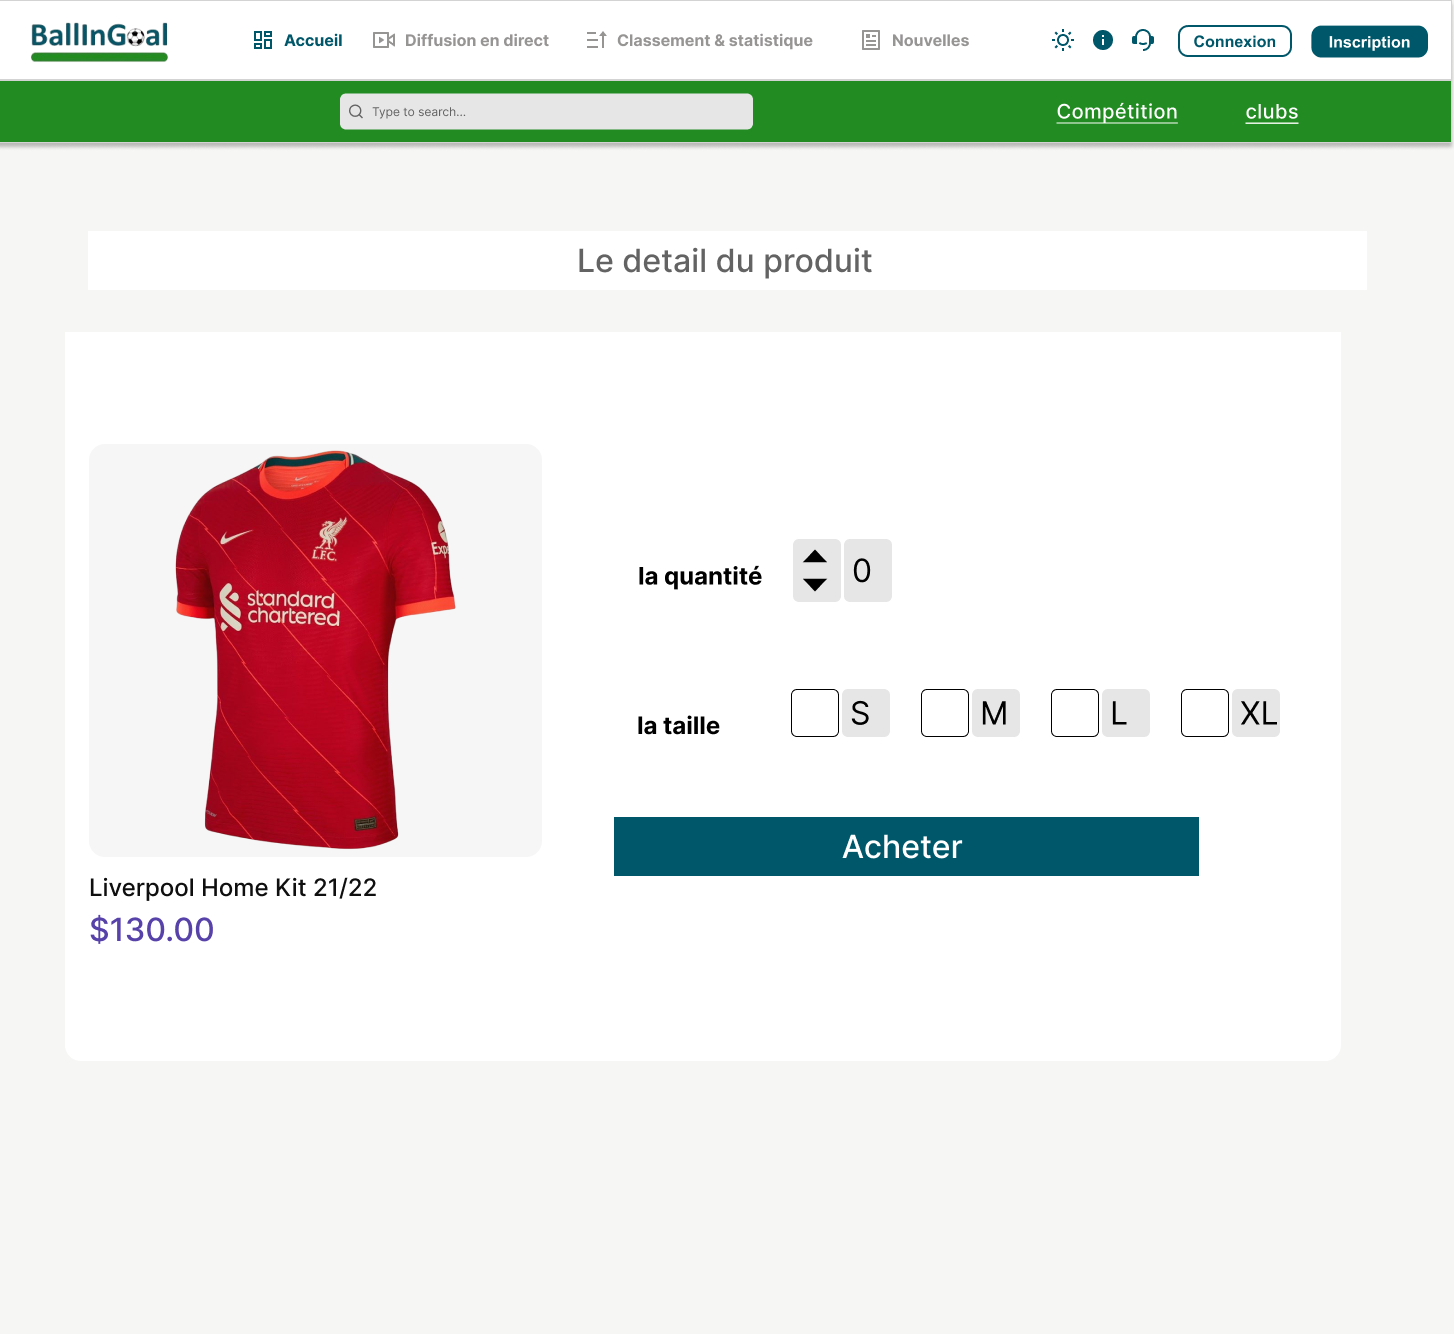 BallInGoal
Accueil
Diffusion en direct
Classement & statistique
Nouvelles
Connexion
Inscription
Type to search...
Compétition
clubs
Le detail du produit
L.F.C.
Expe
standard
chartered
la quantité
0
la taille
S
M
L
XL
Acheter
Liverpool Home Kit 21/22
$130.00